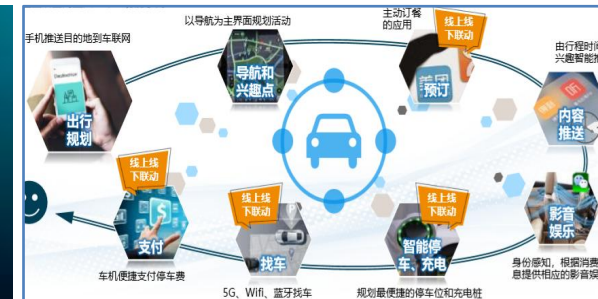 以导航为主界面规划活动
主动订餐
的应用
线上线
下联动
手机推送目的地到车联网
由行程时间
兴趣智能推
导航和
兴趣点
美团
预订
Destination
出行
规划
内容
推送
线上线
下联动
线上线
下联动
线上线
下联动
支付
找车
智能停
车、充电
影音
娱乐
车机便捷支付停车费
5G、Wifi、蓝牙找车
规划最便捷的停车位和充电桩
身份感知，根据消费
息提供相应的影音娱